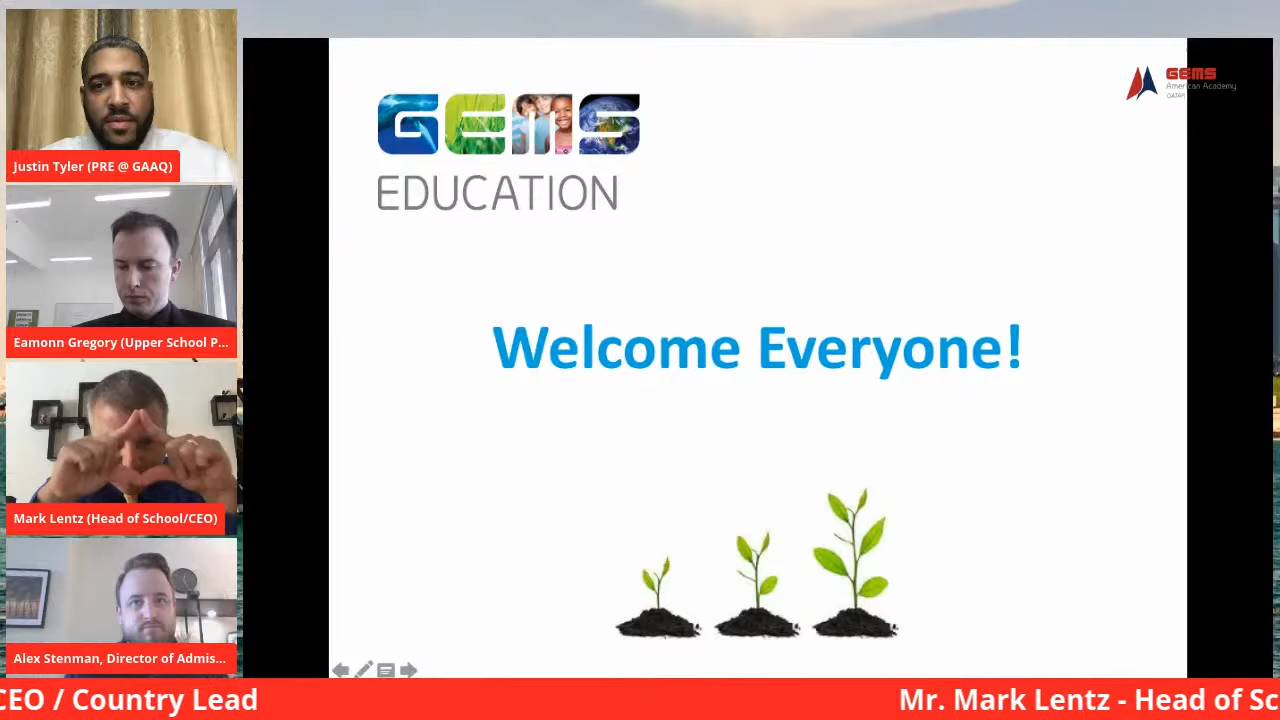 Justin Tyler (PRE @ GAAQ)
Eamonn Gregory (Upper School P...
Mark Lentz (Head of School/CEO)
Alex Stenman, Director of Admis...
GEMS
EDUCATION
GEMS
American Academy
QATAR
Welcome Everyone!
CEO / Country Lead
Mr. Mark Lentz - Head of Sc